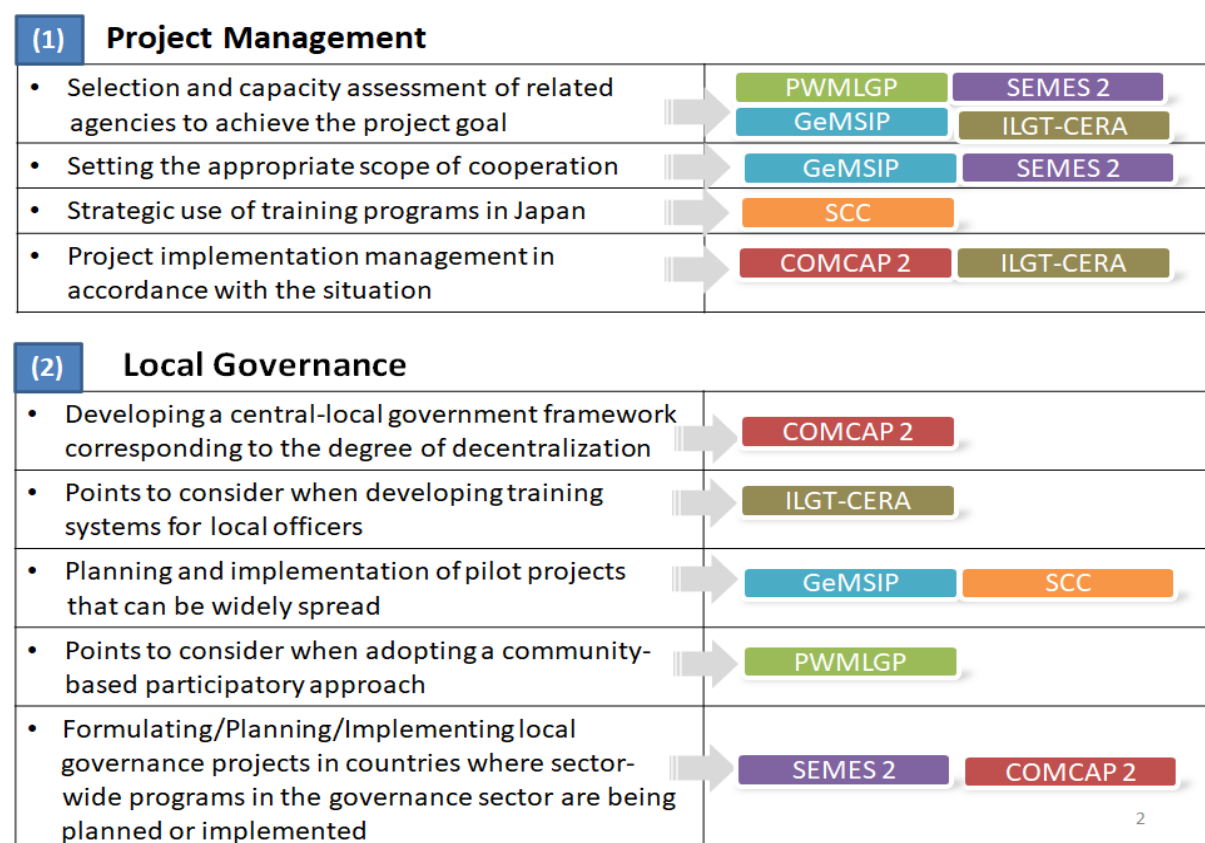 (1) Project Management
• Selection and capacity assessment of related
agencies to achieve the project goal
PWMLGP SEMES 2
GeMSIP ILGT-CERA
• Setting the appropriate scope of cooperation
GeMSIP SEMES 2
• Strategic use of training programs in Japan
SCC
• Project implementation management in
accordance with the situation
COMCAP 2 ILGT-CERA
(2) Local Governance
• Developing a central-local government framework
corresponding to the degree of decentralization
COMCAP 2
• Points to consider when developing training
systems for local officers
ILGT-CERA
• Planning and implementation of pilot projects
that can be widely spread
GeMSIP SCC
• Points to consider when adopting a community-
based participatory approach
PWMLGP
• Formulating/Planning/Implementing local
governance projects in countries where sector-
wide programs in the governance sector are being
planned or implemented
SEMES 2 COMCAP 2
2